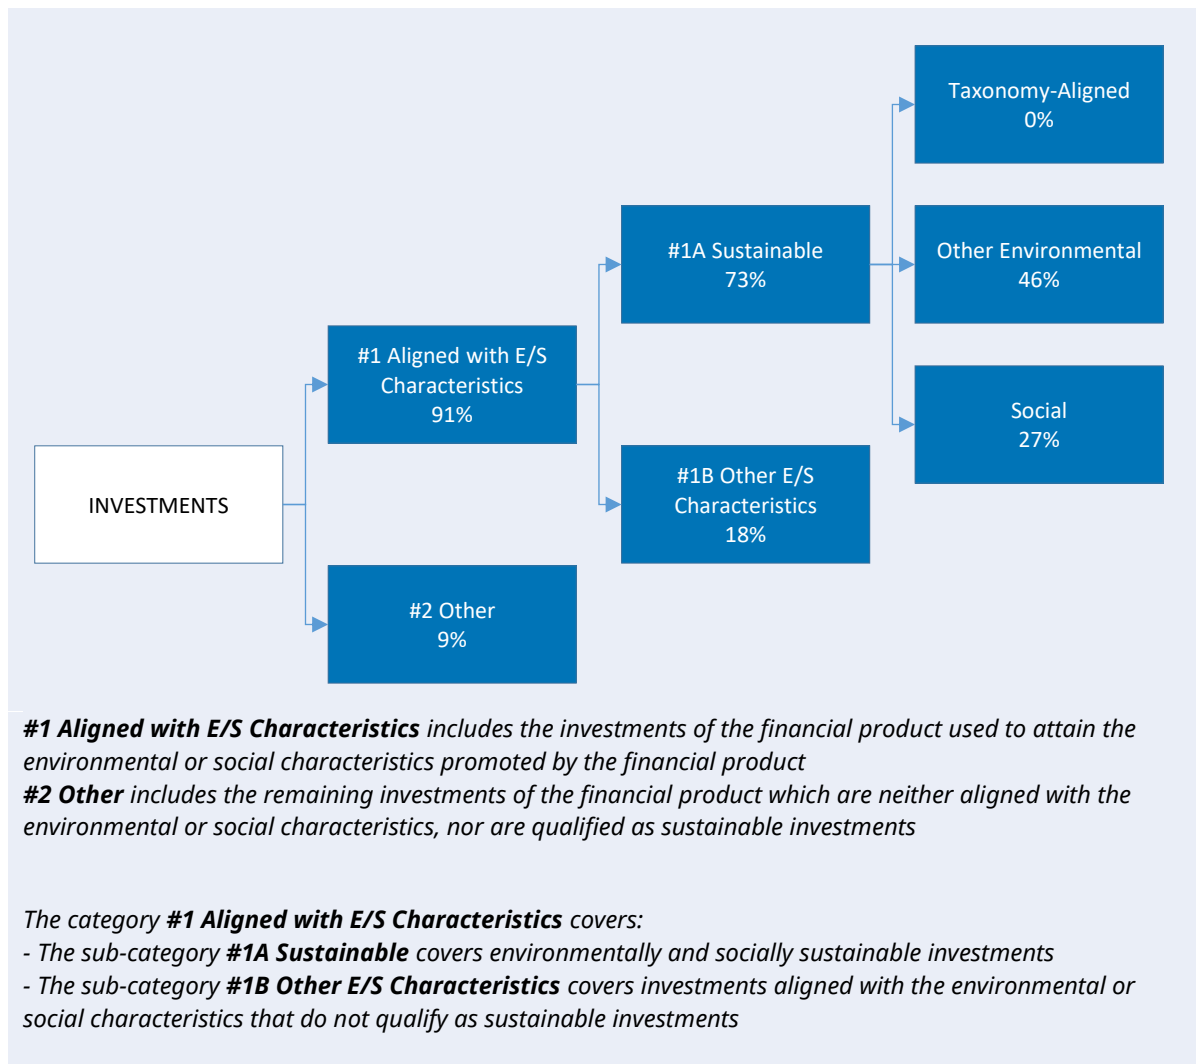 Taxonomy-Aligned
0%
#1A Sustainable
73%
Other Environmental
46%
#1 Aligned with E/S
Characteristics
91%
Social
27%
INVESTMENTS
#1B Other E/S
Characteristics
18%
#2 Other
9%
#1 Aligned with E/S Characteristics includes the investments of the financial product used to attain the
environmental or social characteristics promoted by the financial product
#2 Other includes the remaining investments of the financial product which are neither aligned with the
environmental or social characteristics, nor are qualified as sustainable investments
The category #1 Aligned with E/S Characteristics covers:
- The sub-category #1A Sustainable covers environmentally and socially sustainable investments
- The sub-category #1B Other E/S Characteristics covers investments aligned with the environmental or
social characteristics that do not qualify as sustainable investments